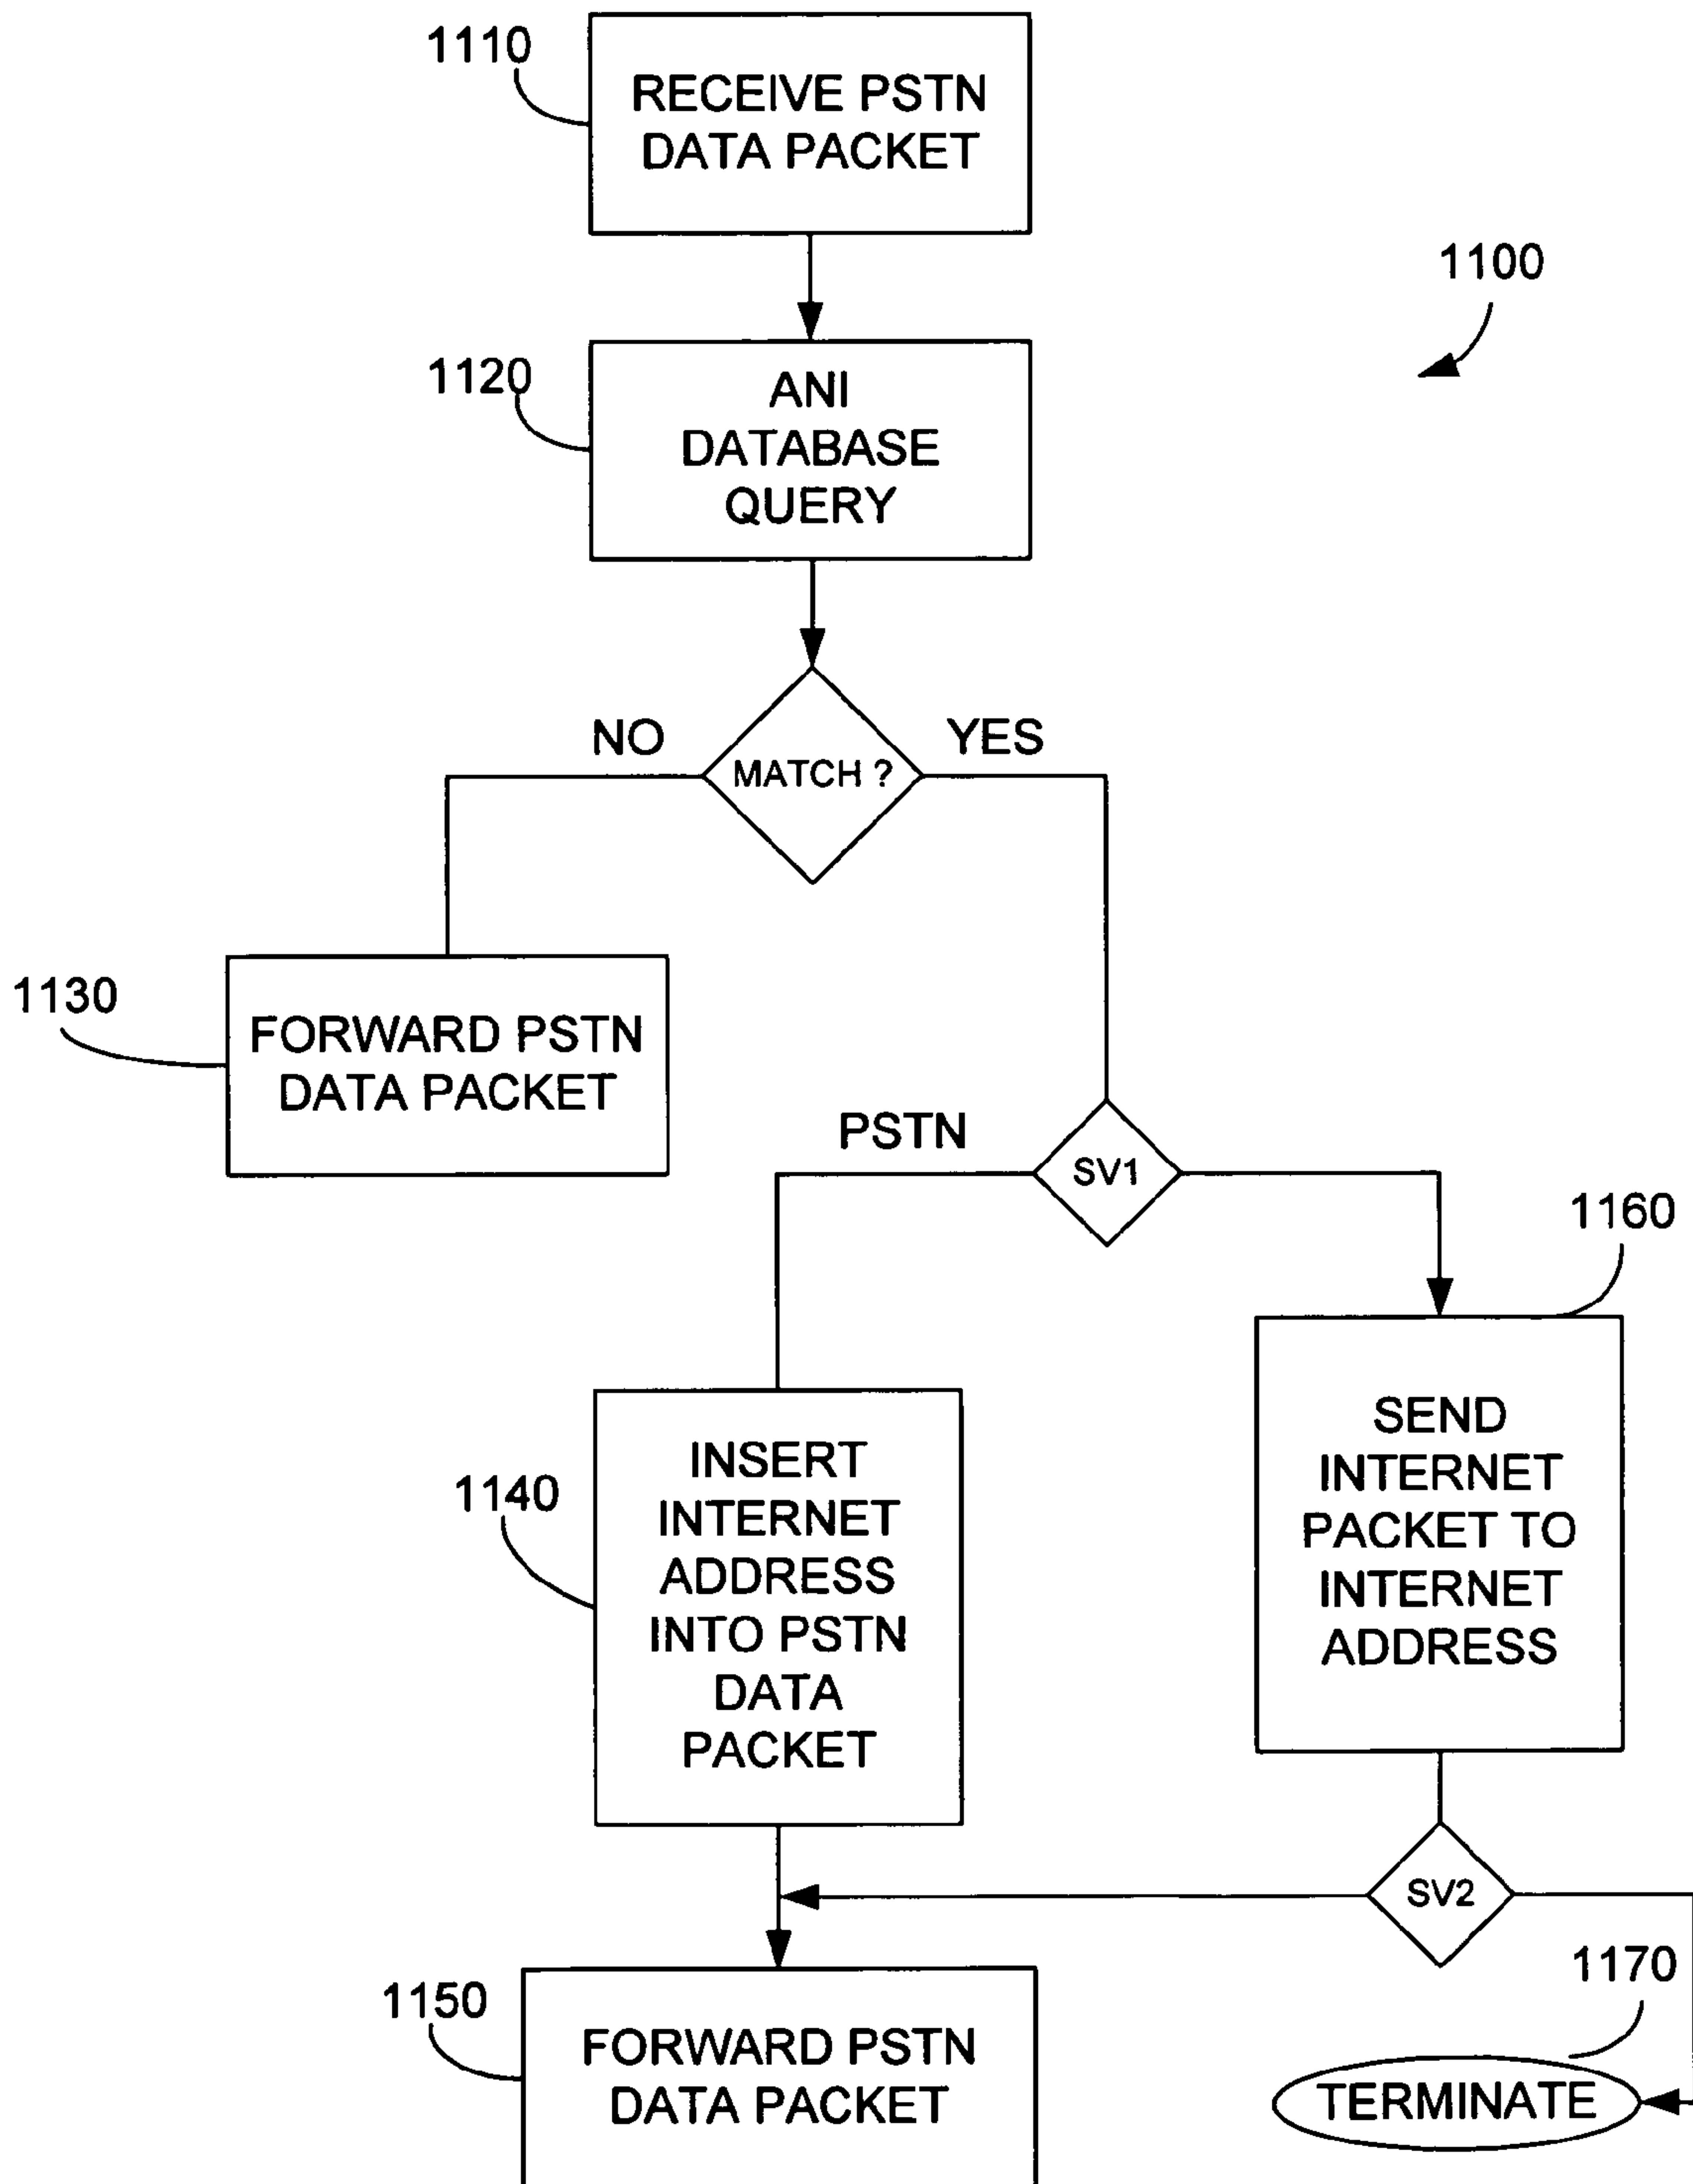 1110
RECEIVE PSTN
DATA PACKET
1100
1120
ANI
DATABASE
QUERY
NO
YES
MATCH ?
1130
FORWARD PSTN
DATA PACKET
PSTN
SV1
1160
SEND
INTERNET
PACKET TO
INTERNET
ADDRESS
1140
INSERT
INTERNET
ADDRESS
INTO PSTN
DATA
PACKET
SV2
1170
1150
FORWARD PSTN
DATA PACKET
TERMINATE